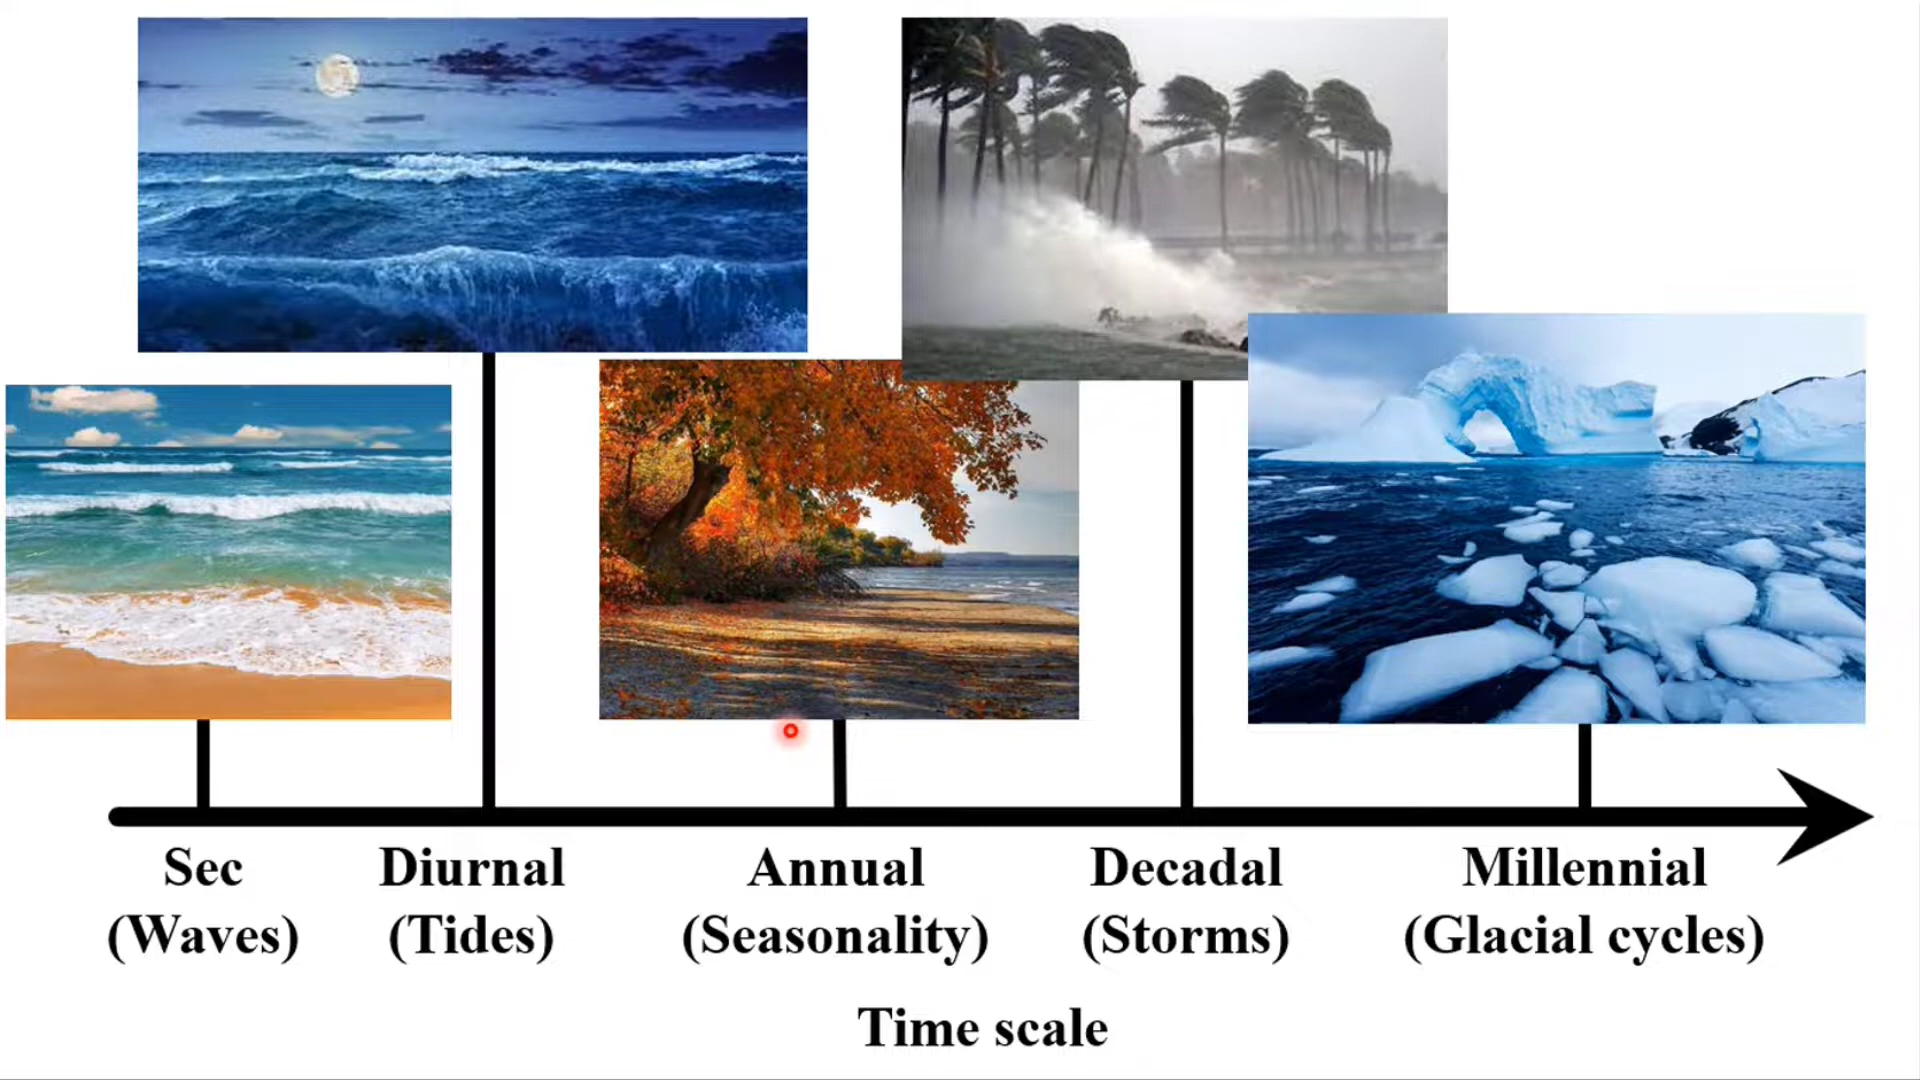 Sec
(Waves)
Diurnal
(Tides)
Annual
(Seasonality)
Decadal
(Storms)
Millennial
(Glacial cycles)
Time scale